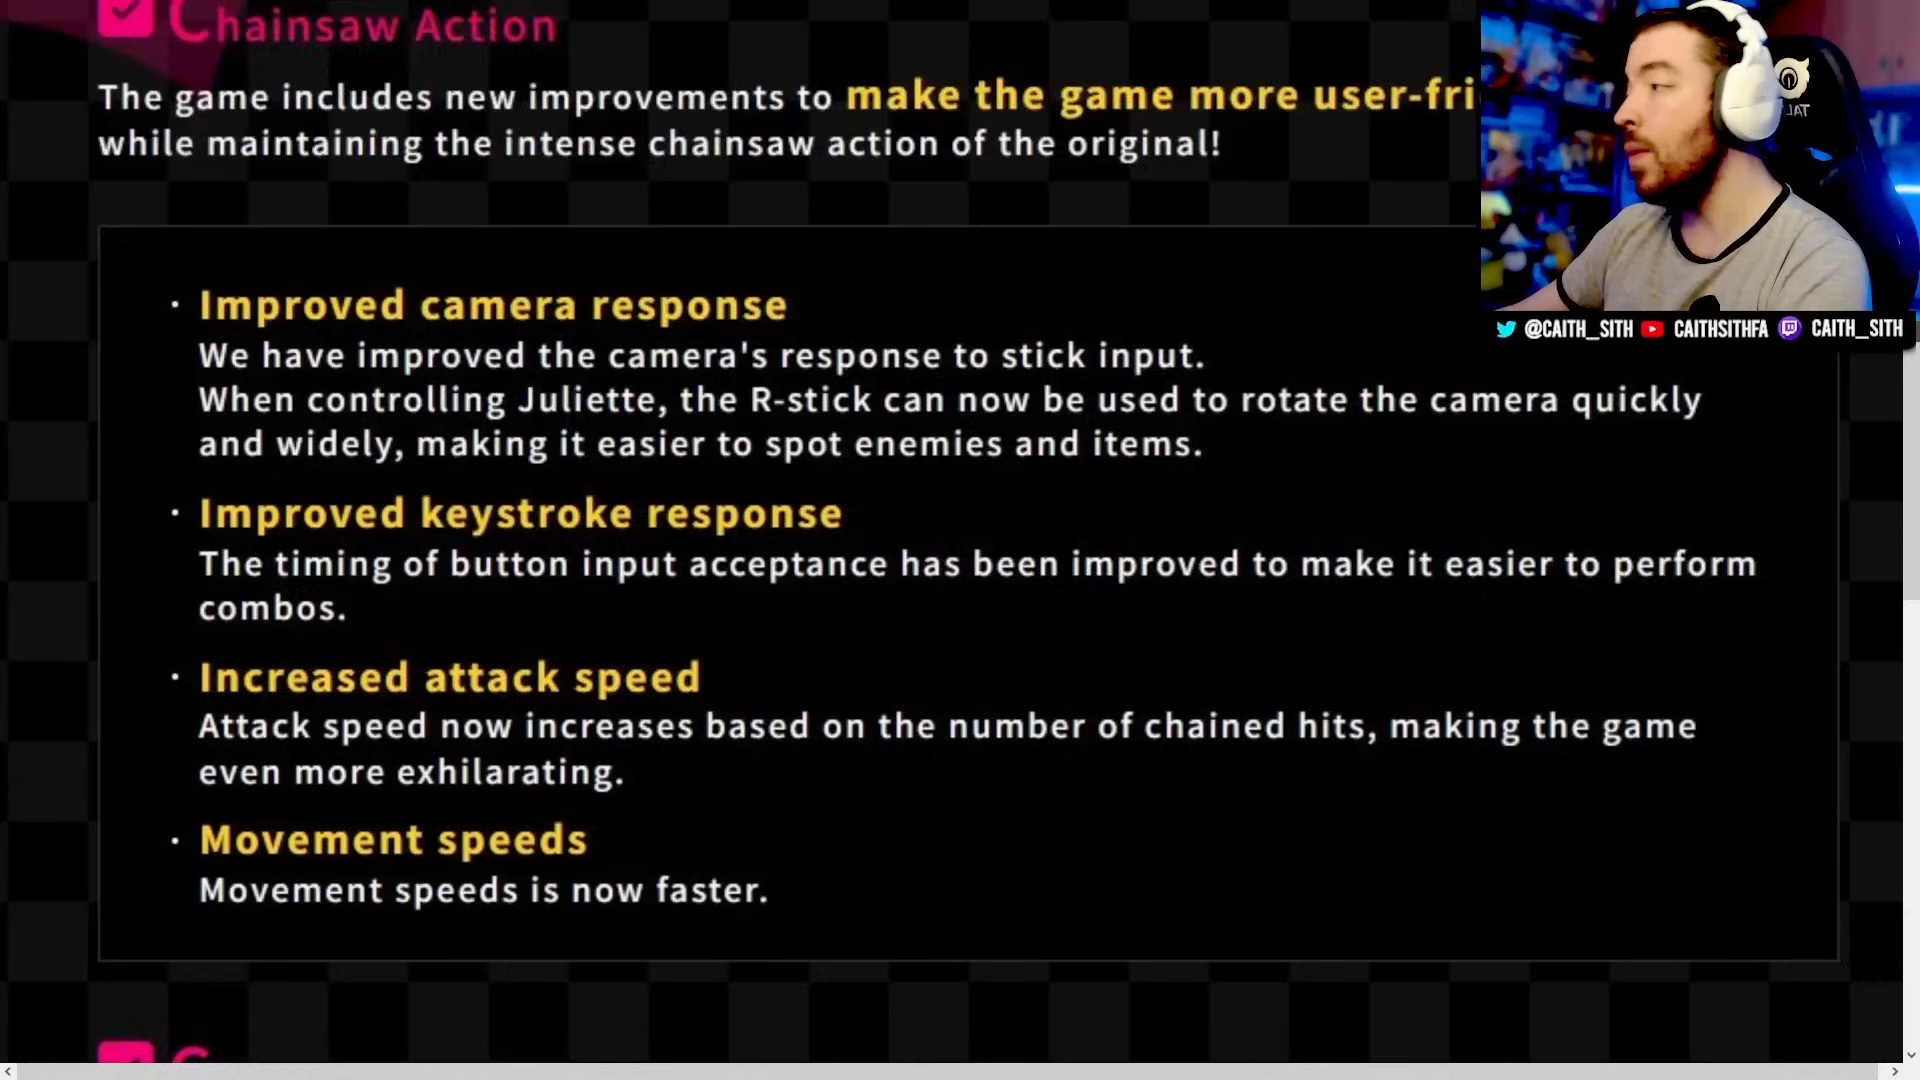 Chainsaw Action
The game includes new improvements to make the game more
while maintaining the intense chainsaw action of the original!
· Improved camera response
We have improved the camera's response to stick input.
When controlling Juliette, the R-stick can now be used to rotate the camera quickly
and widely, making it easier to spot enemies and items.
· Improved keystroke response
The timing of button input acceptance has been improved to make it easier to perform
combos.
· Increased attack speed
Attack speed now increases based on the number of chained hits, making the game
even more exhilarating.
· Movement speeds
Movement speeds is now faster.
@CAITH_SITH CAITHSITHFA CAITH_SITH